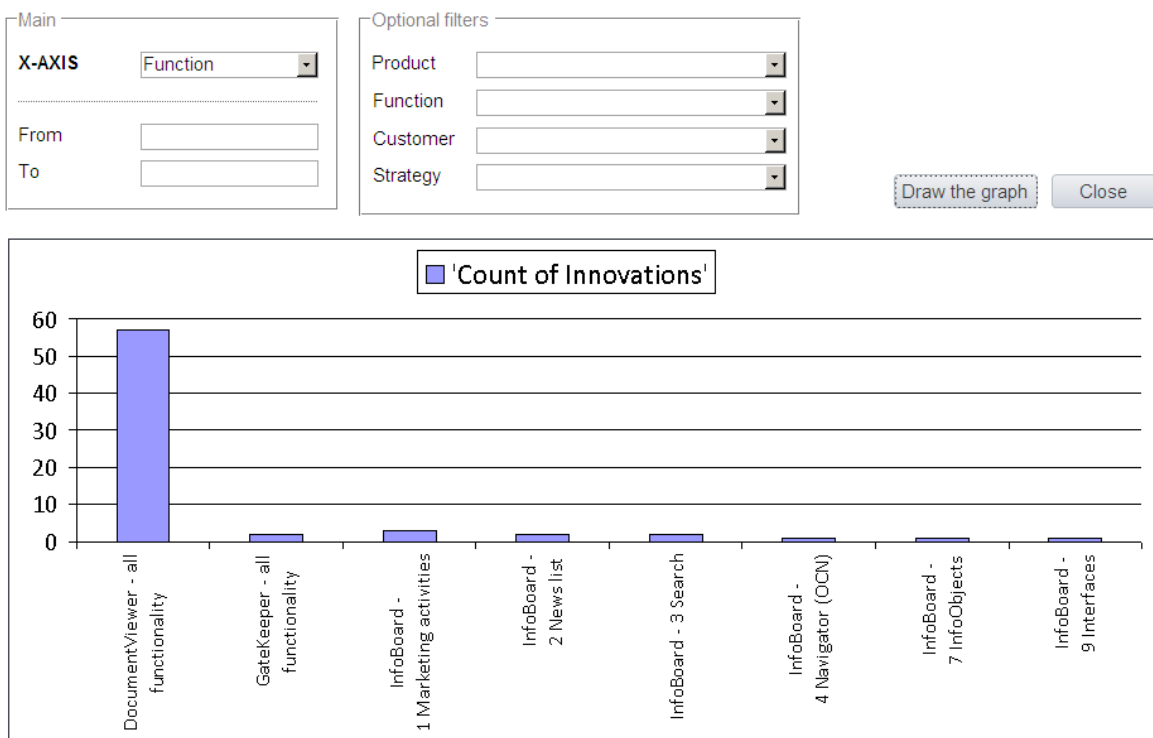 Main
X-AXIS
Function
From
To
Optional filters
Product
Function
Customer
Strategy
Draw the graph
Close
'Count of Innovations'
60
50
40
30
20
10
0
DocumentViewer - all
functionality
GateKeeper - all
functionality
InfoBoard -
1 Marketing activities
InfoBoard -
2 News list
InfoBoard - 3 Search
InfoBoard -
4 Navigator (OCN)
InfoBoard -
7 InfoObjects
InfoBoard -
9 Interfaces